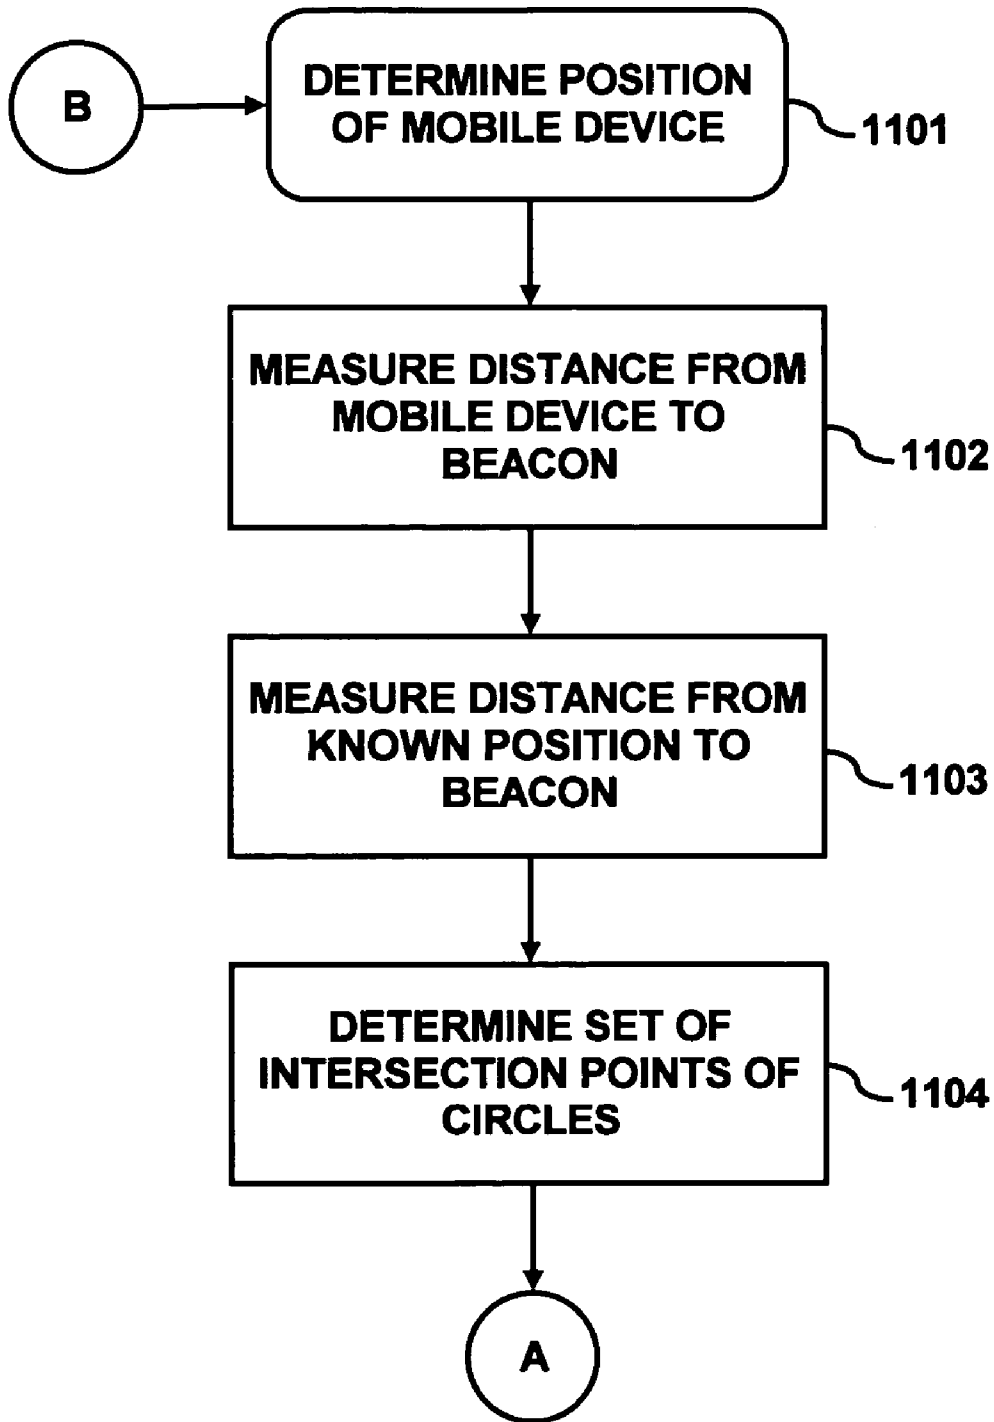 B
DETERMINE POSITION
OF MOBILE DEVICE
1101
MEASURE DISTANCE FROM
MOBILE DEVICE TO
BEACON
1102
MEASURE DISTANCE FROM
KNOWN POSITION TO
BEACON
1103
DETERMINE SET OF
INTERSECTION POINTS OF
CIRCLES
1104
A